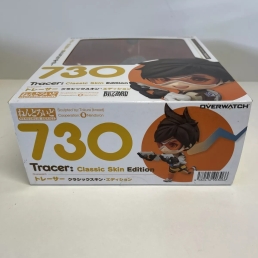 ねんどろいど
730
BLIZZARD
OVERWATCH
Tracer: Classic Skin Edition
トレーサー クラシックスキン・エディション